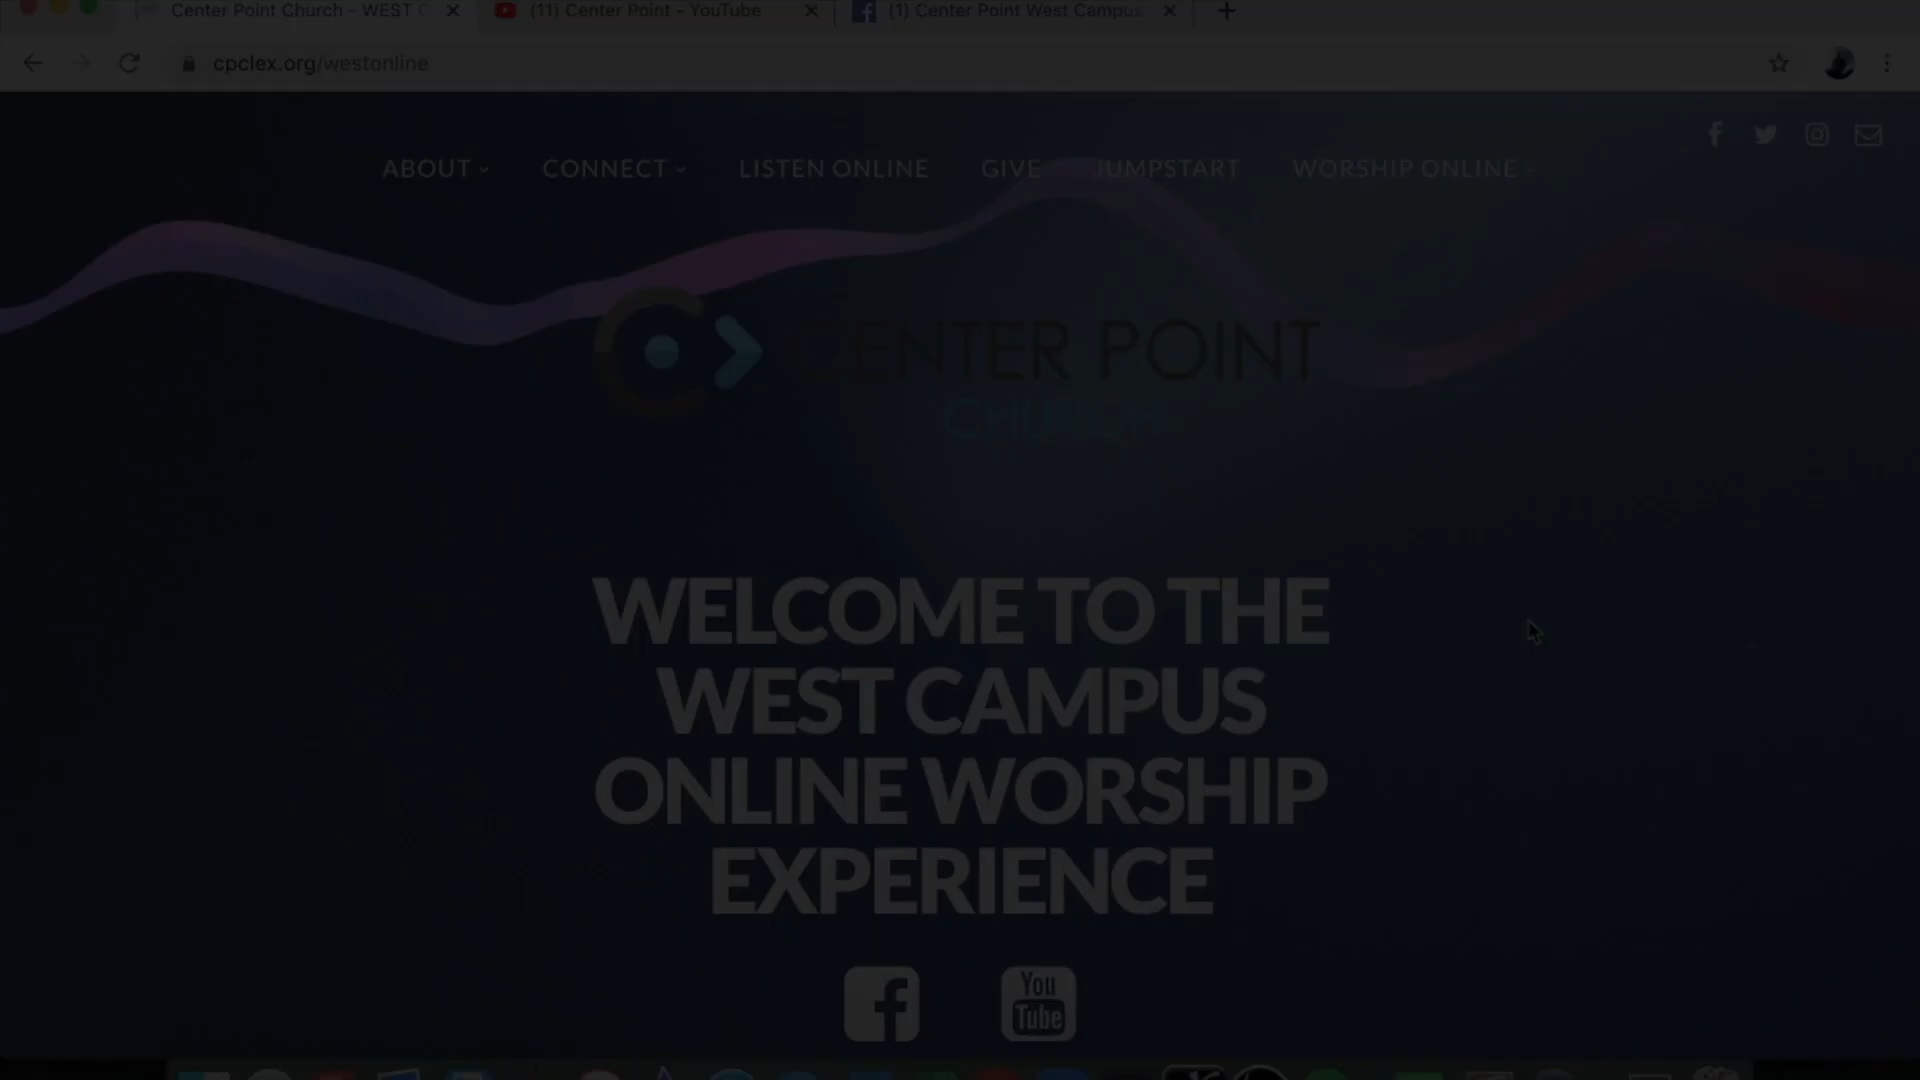 Center Point Church - WEST C
(11) Center Point - YouTube
(1) Center Point West Campus
cpclex.org/westonline
ABOUT CONNECT LISTEN ONLINE GIVE JUMPSTART WORSHIP ONLINE
CENTER POINT
CHURCH
WELCOME TO THE
WEST CAMPUS
ONLINE WORSHIP
EXPERIENCE
You
Tube